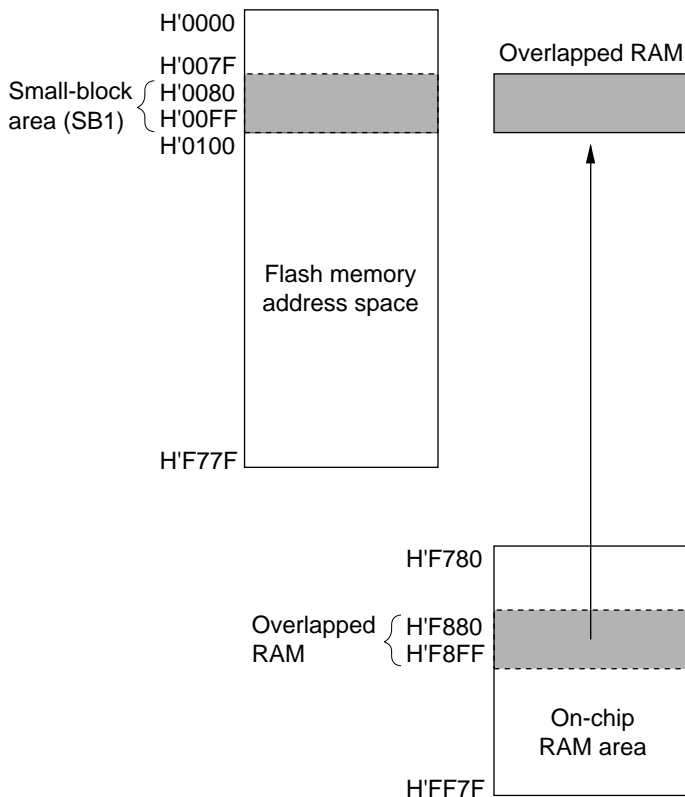 H'0000
H'007F
Small-block
area (SB1)
H'0080
H'00FF
H'0100
Overlapped RAM
Flash memory
address space
H'F77F
H'F780
Overlapped
RAM
H'F880
H'F8FF
On-chip
RAM area
H'FF7F